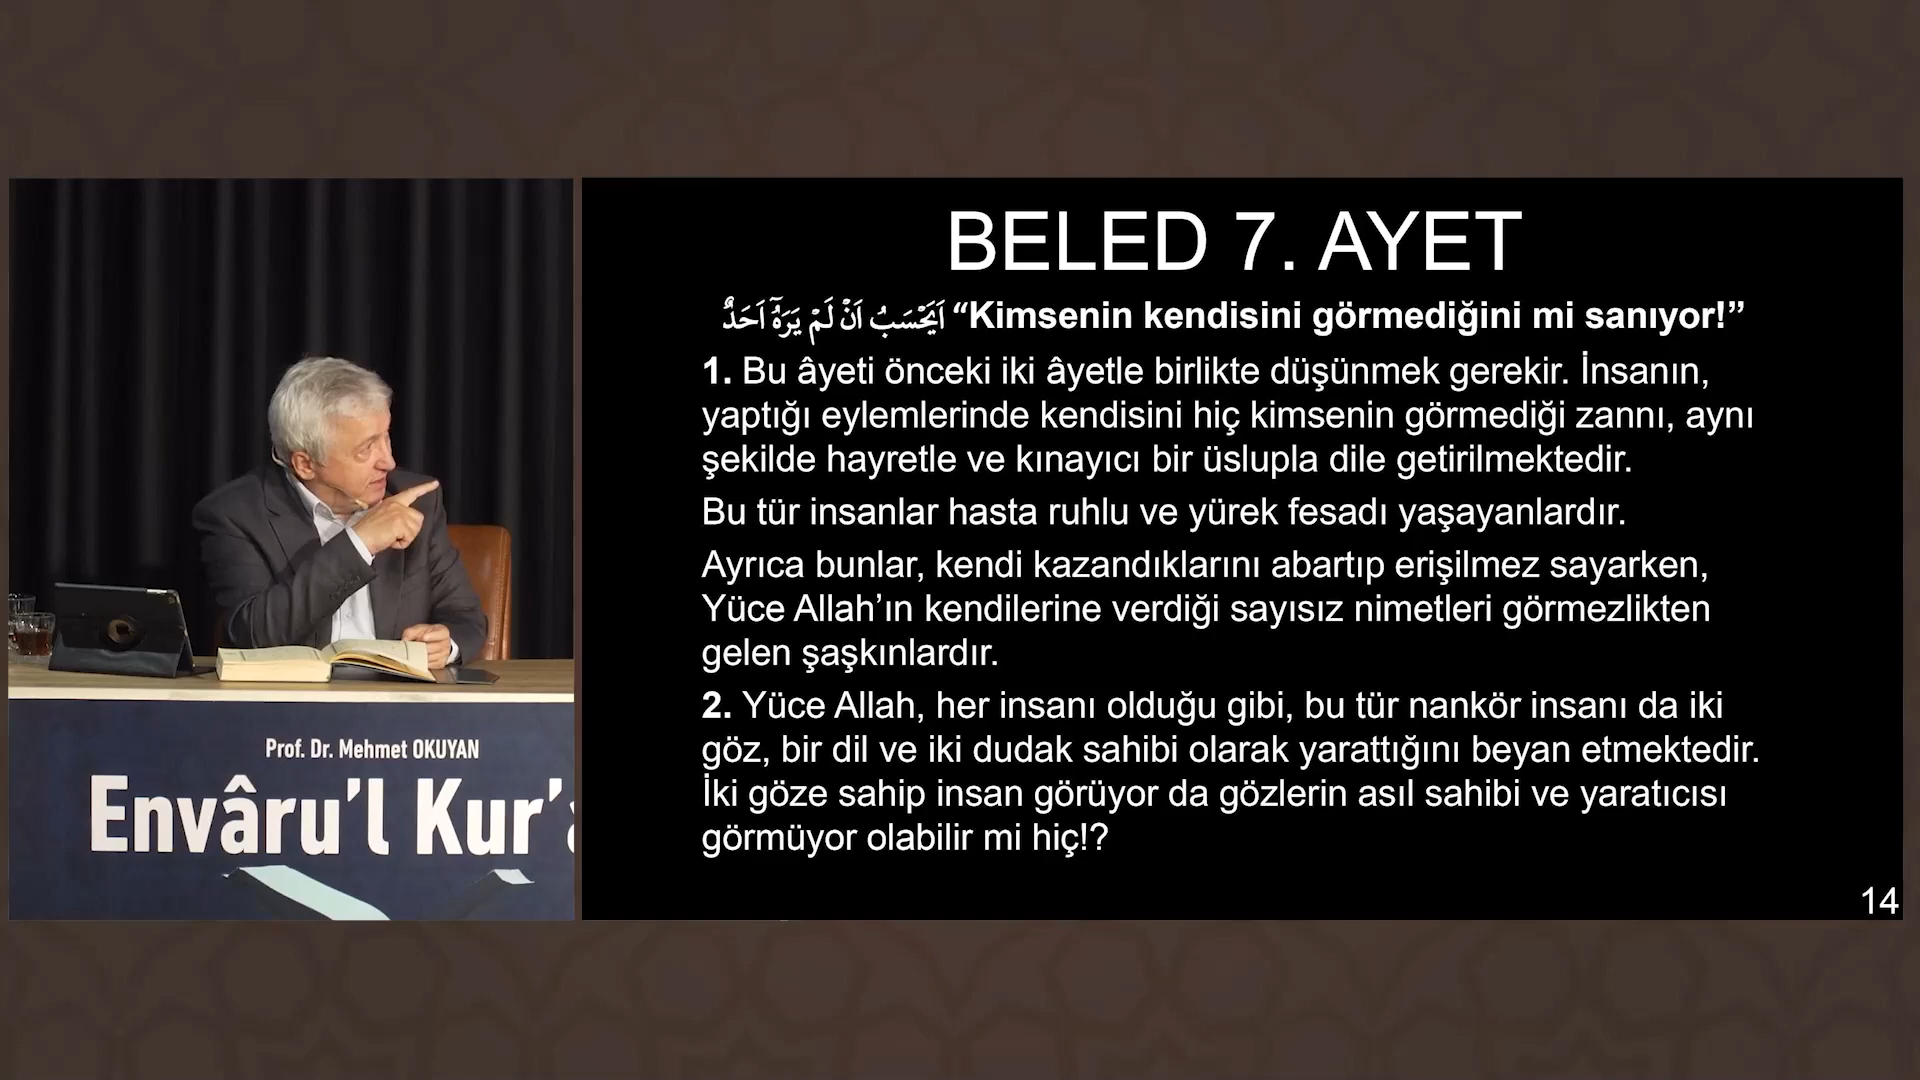 Prof. Dr. Mehmet OKUYAN
Envâru'l Kur'a
BELED 7. AYET
اَيَحْسَبُ اَنْ لَمْ يَرَهُٓ اَحَدٌ “Kimsenin kendisini görmediğini mi sanıyor!”
1. Bu âyeti önceki iki âyetle birlikte düşünmek gerekir. İnsanın,
yaptığı eylemlerinde kendisini hiç kimsenin görmediği zannı, aynı
şekilde hayretle ve kınayıcı bir üslupla dile getirilmektedir.
Bu tür insanlar hasta ruhlu ve yürek fesadı yaşayanlardır.
Ayrıca bunlar, kendi kazandıklarını abartıp erişilmez sayarken,
Yüce Allah’ın kendilerine verdiği sayısız nimetleri görmezlikten
gelen şaşkınlardır.
2. Yüce Allah, her insanı olduğu gibi, bu tür nankör insanı da iki
göz, bir dil ve iki dudak sahibi olarak yarattığını beyan etmektedir.
İki göze sahip insan görüyor da gözlerin asıl sahibi ve yaratıcısı
görmüyor olabilir mi hiç!?
14